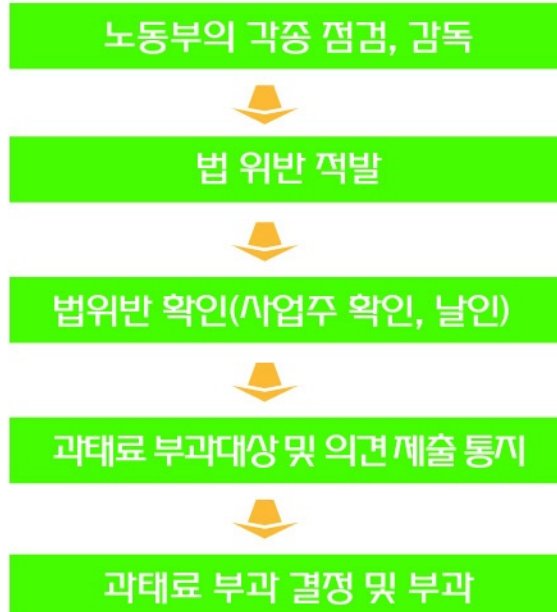 노동부의 각종 점검, 감독
법 위반 적발
법위반 확인(사업주 확인, 날인)
과태료 부과대상 및 의견 제출 통지
과태료 부과 결정 및 부과